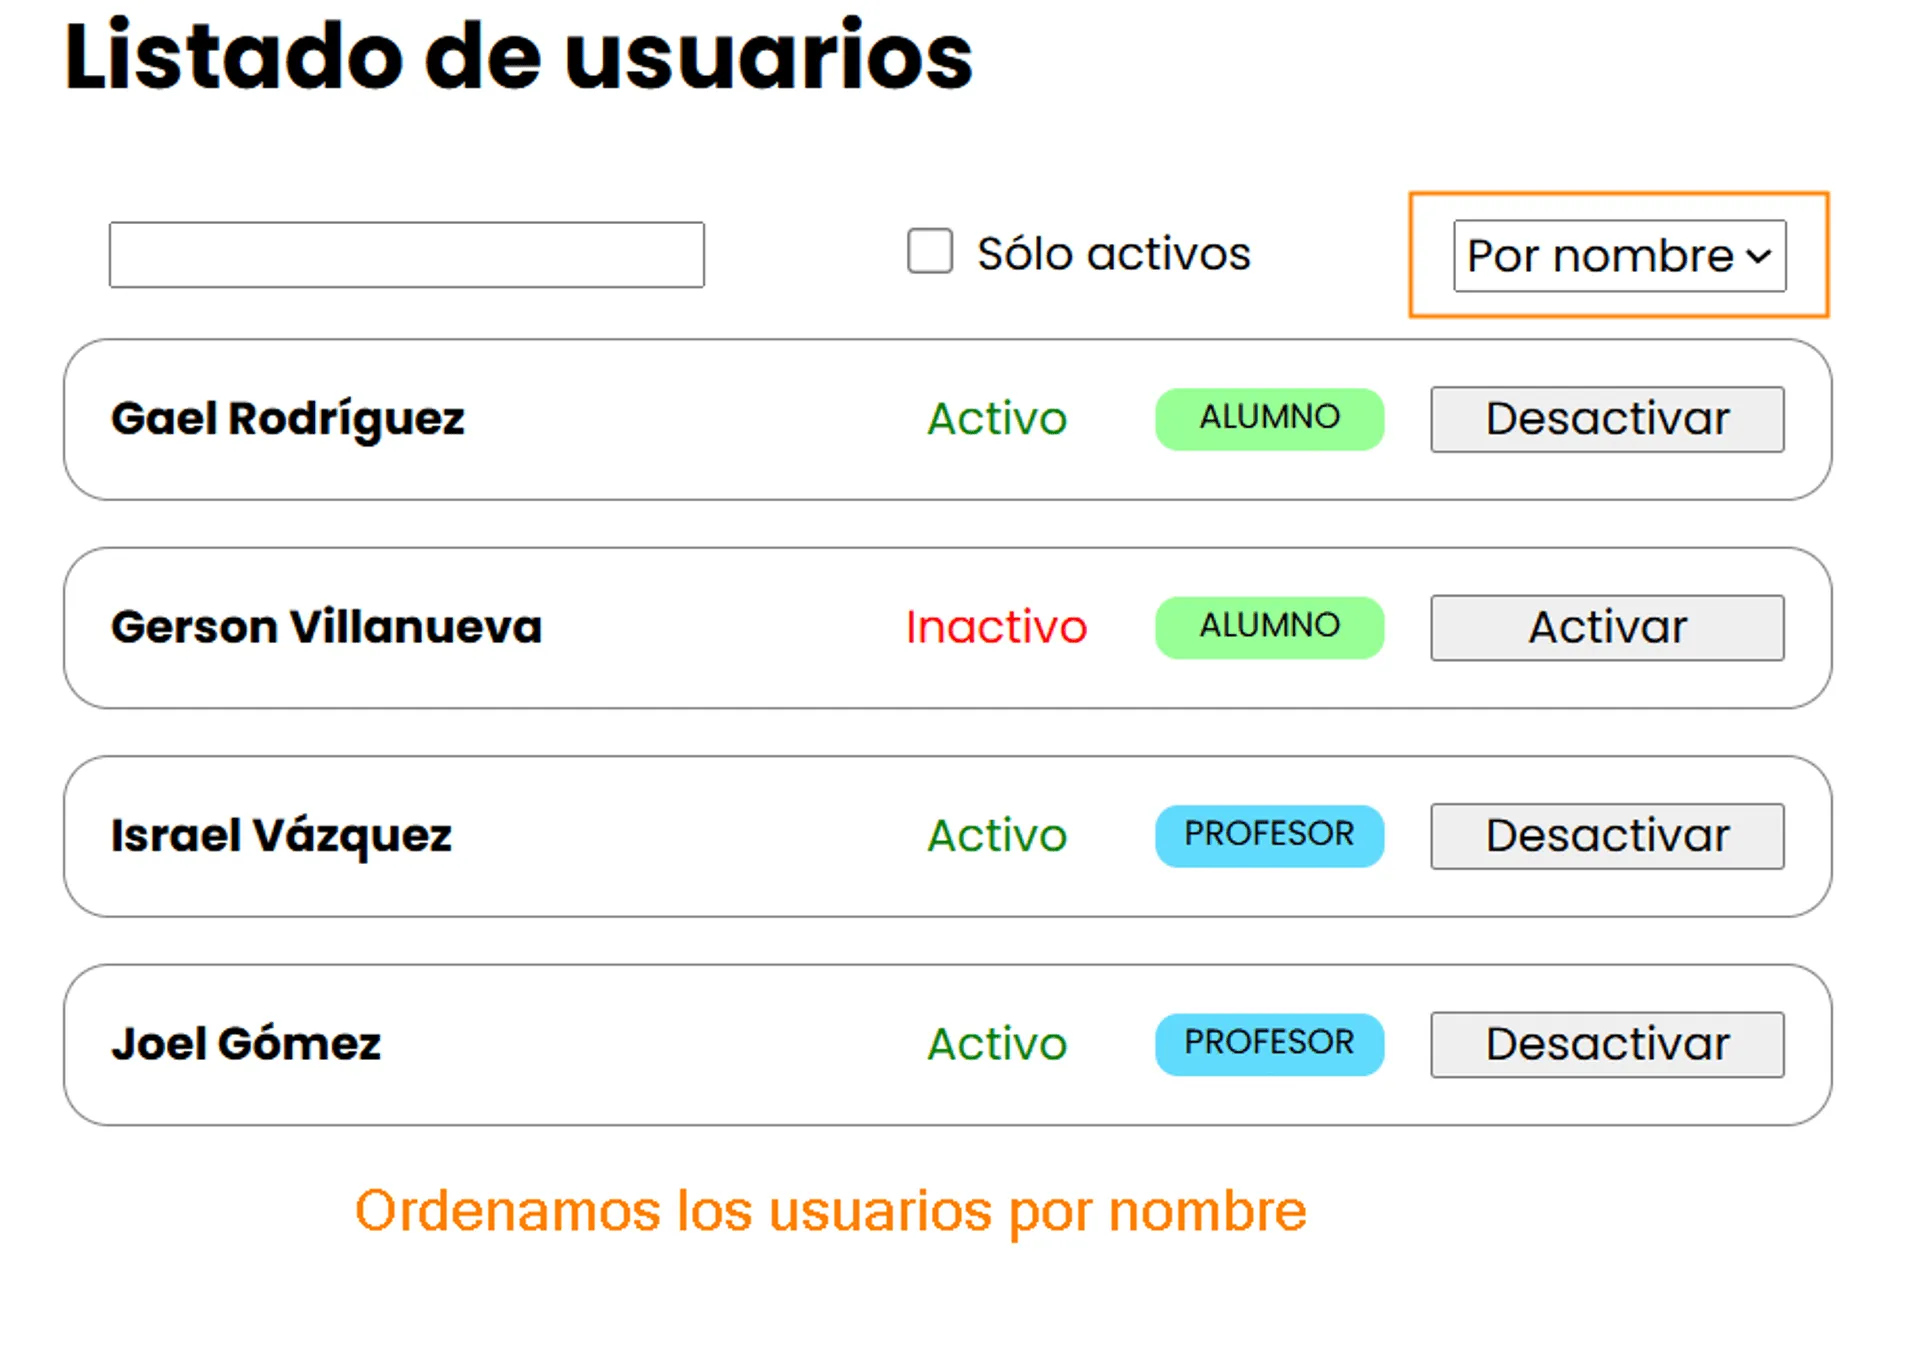 Listado de usuarios
Sólo activos Por nombre
Gael Rodríguez Activo ALUMNO Desactivar
Gerson Villanueva Inactivo ALUMNO Activar
Israel Vázquez Activo PROFESOR Desactivar
Joel Gómez Activo PROFESOR Desactivar
Ordenamos los usuarios por nombre